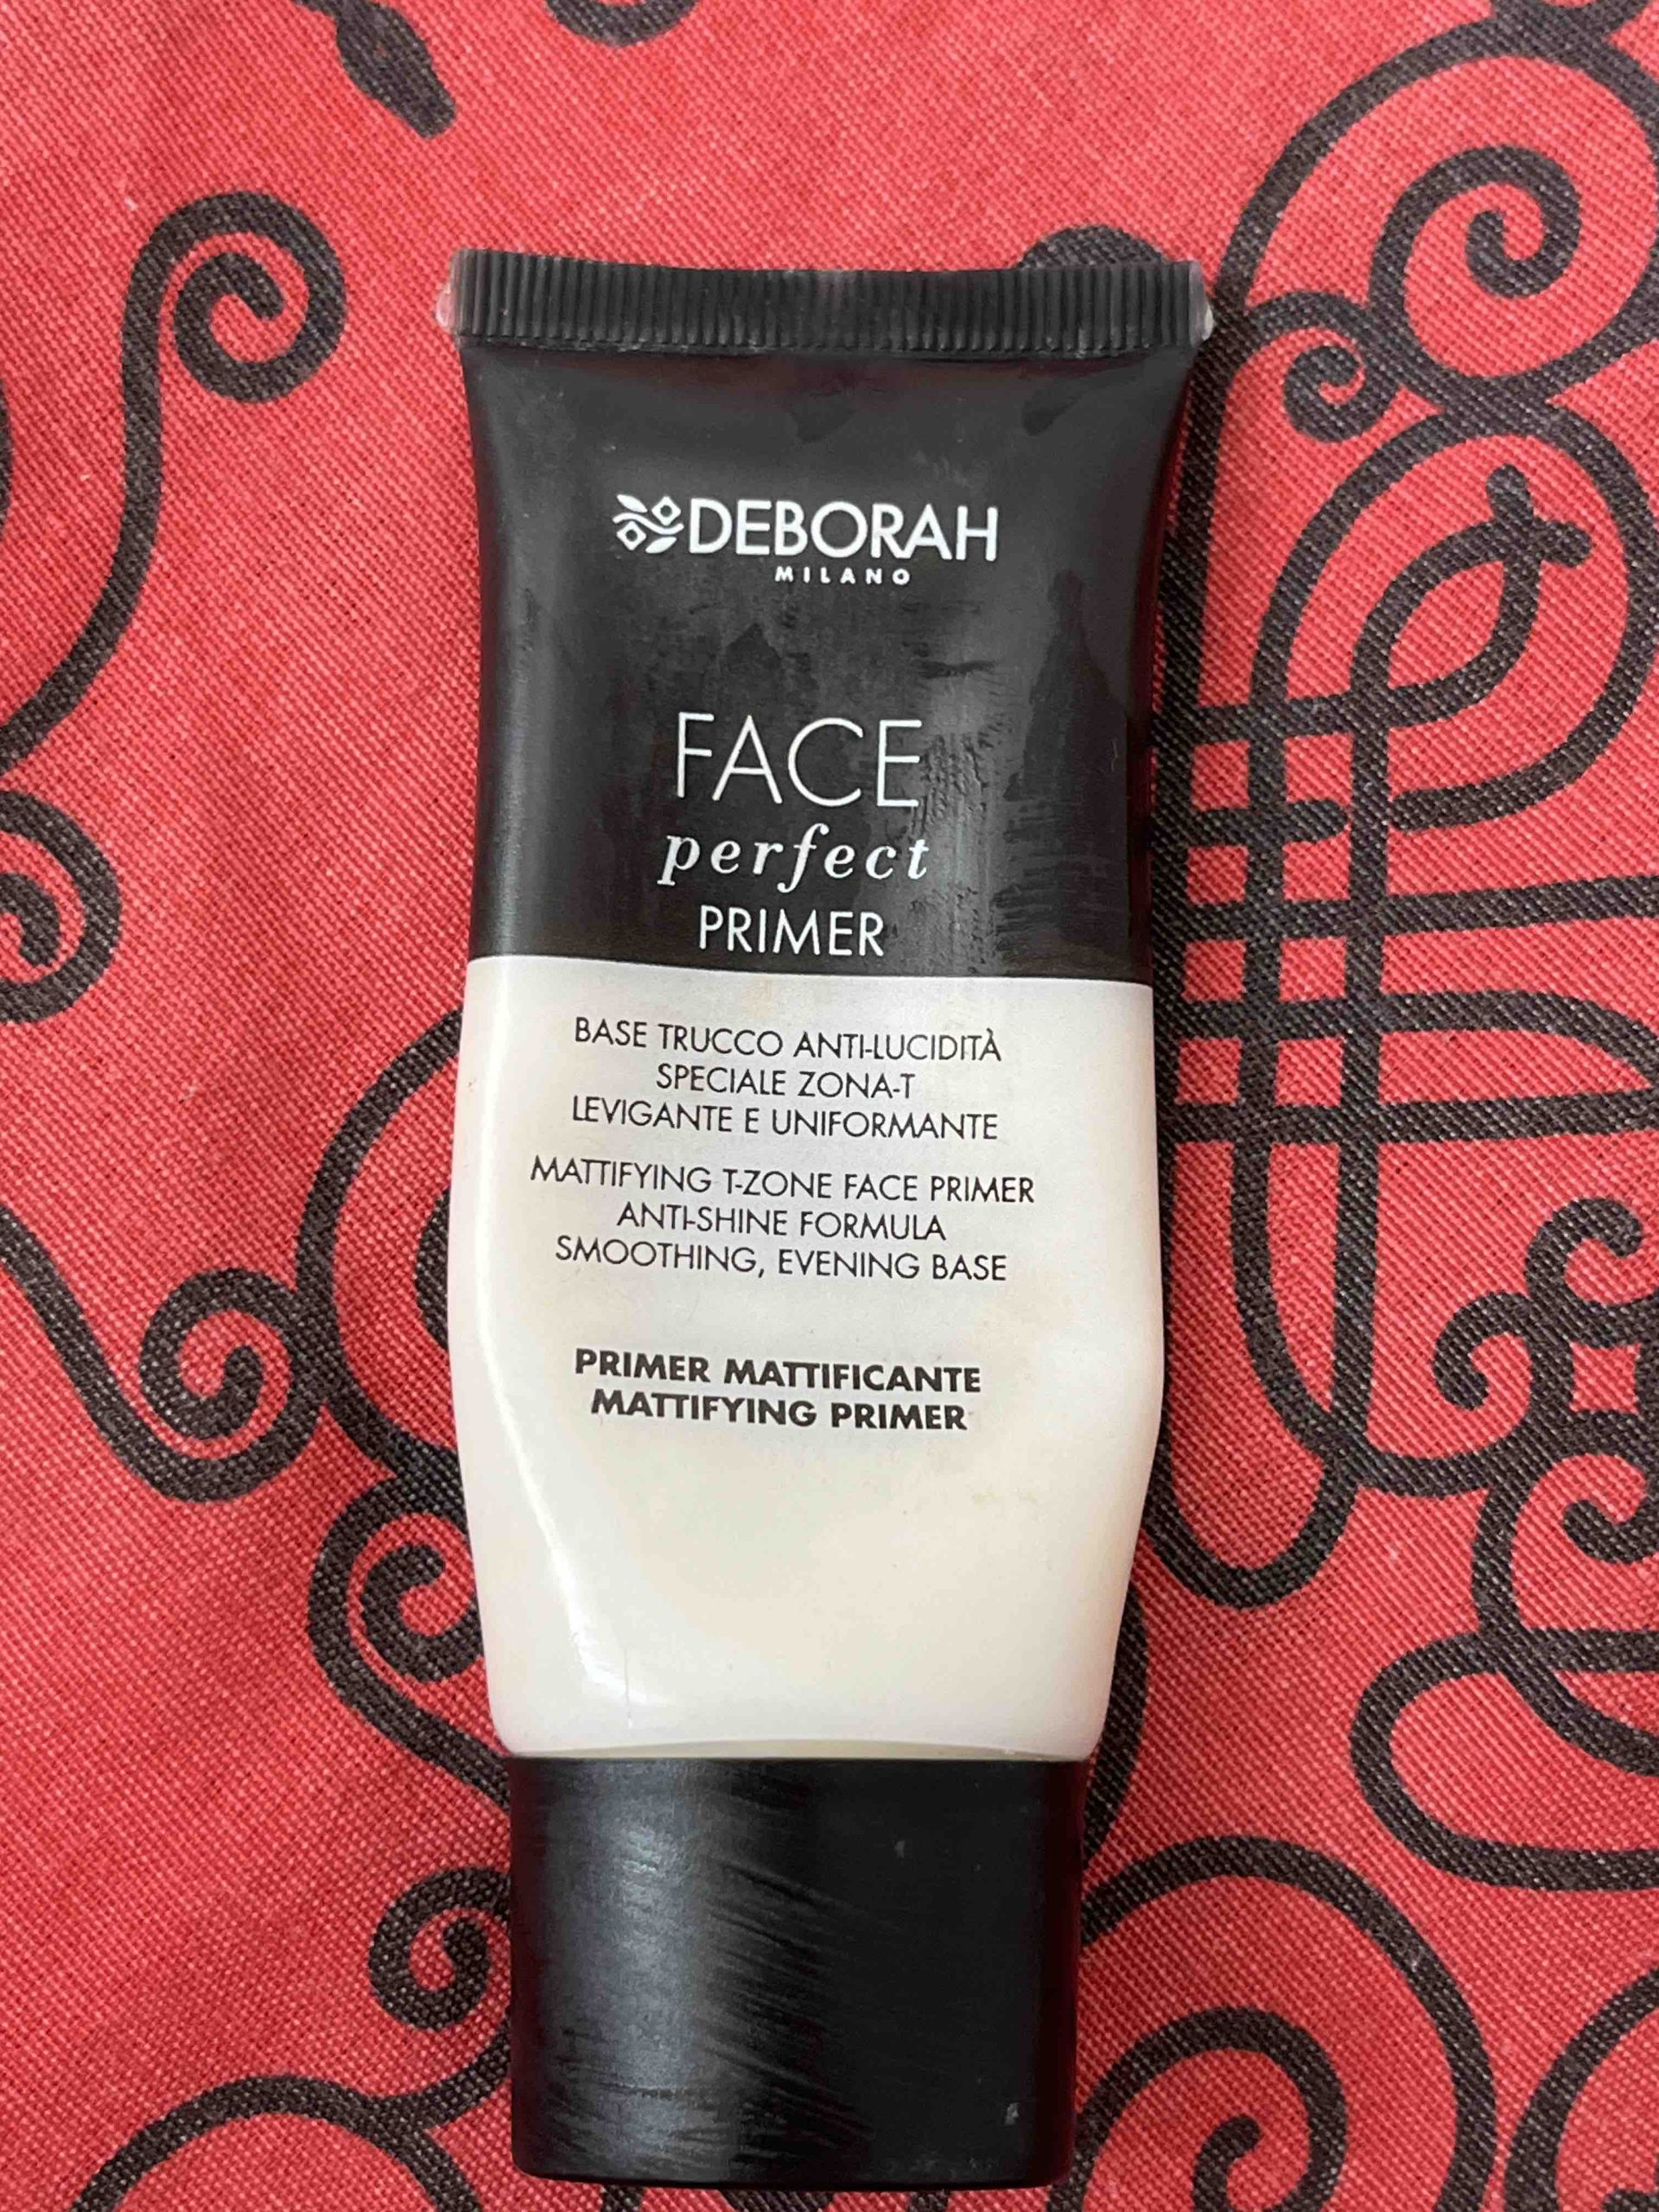 DEBORAH
MILANO
FACE
perfect
PRIMER
BASE TRUCCO ANTI-LUCIDITÀ
SPECIALE ZONA-T
LEVIGANTE E UNIFORMANTE
MATTIFYING T-ZONE FACE PRIMER
ANTI-SHINE FORMULA
SMOOTHING, EVENING BASE
PRIMER MATTIFICANTE
MATTIFYING PRIMER